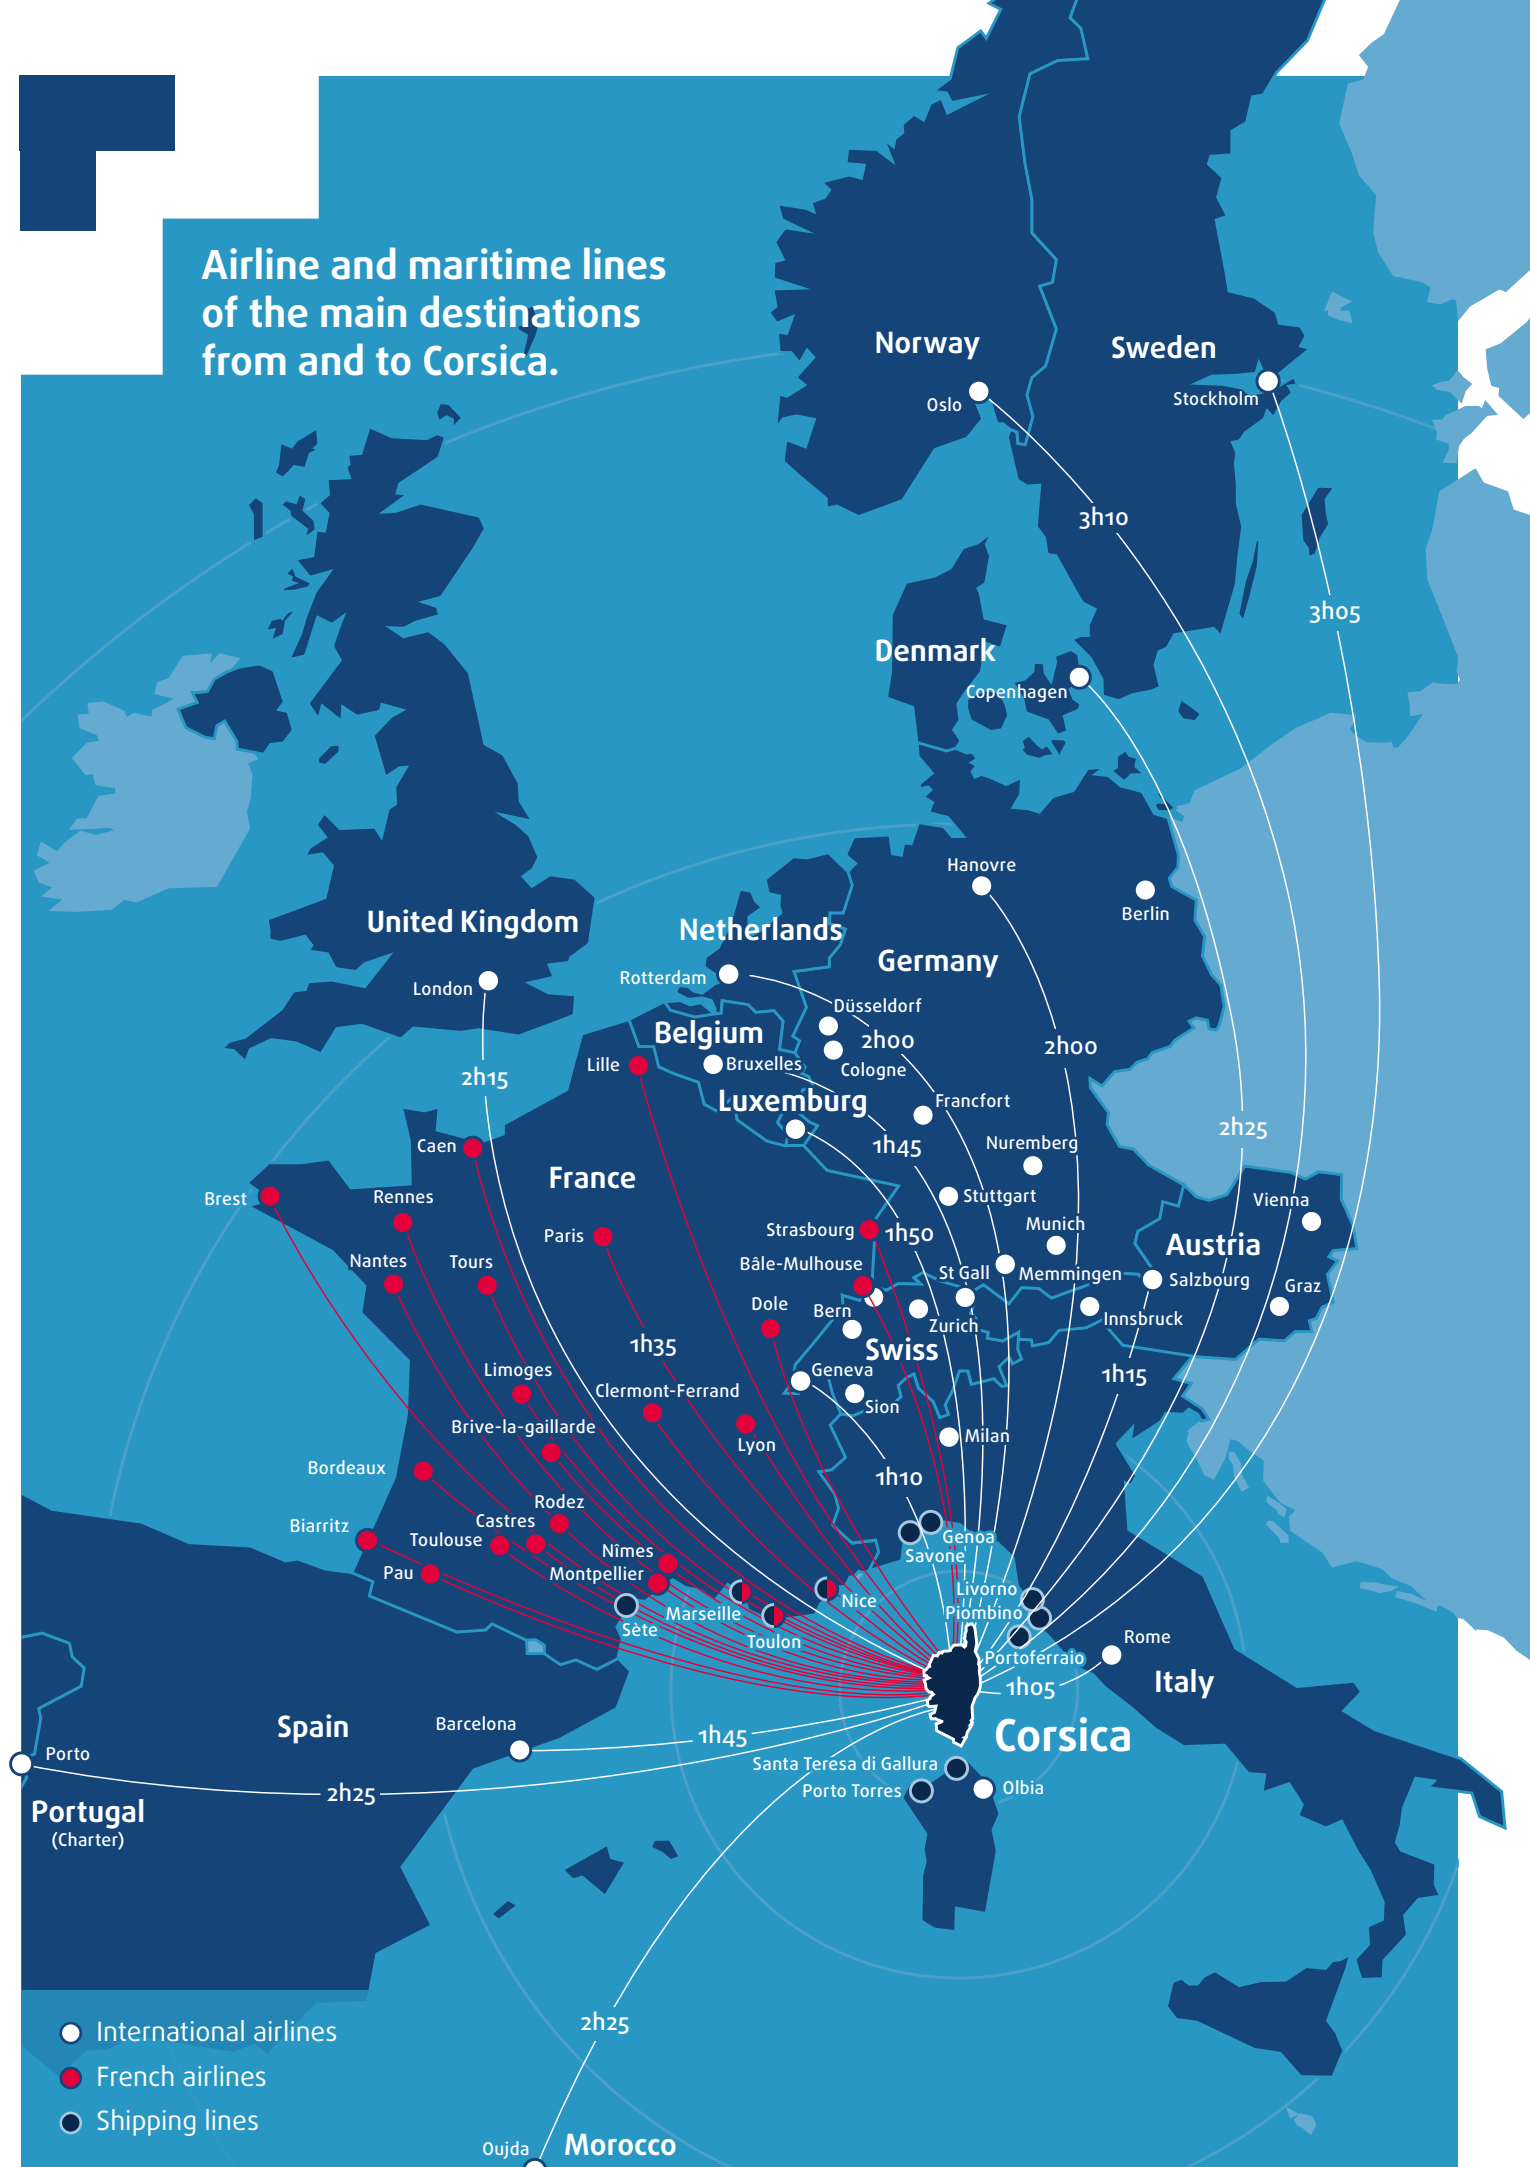 Airline and maritime lines
of the main destinations
from and to Corsica.
Norway
Sweden
Oslo
Stockholm
3h10
3h05
Denmark
Copenhagen
Hanovre
Berlin
United Kingdom
Netherlands
Germany
London
Rotterdam
Düsseldorf
Belgium
2h00
2h00
Lille
Bruxelles
Cologne
2h15
Luxemburg
Francfort
2h25
Caen
1h45
Nuremberg
France
Brest
Rennes
Stuttgart
Vienna
Paris
Strasbourg
1h50
Munich
Austria
Nantes
Tours
Bâle-Mulhouse
St Gall
Memmingen
Salzbourg
Graz
Dole
Bern
Zurich
Innsbruck
1h35
Swiss
Limoges
Geneva
1h15
Clermont-Ferrand
Sion
Brive-la-gaillarde
Lyon
Milan
Bordeaux
1h10
Rodez
Biarritz
Castres
Toulouse
Genoa
Nîmes
Savone
Pau
Montpellier
Livorno
Nice
Marseille
Piombino
Sète
Toulon
Rome
Portoferraio
Italy
1h05
Spain
Barcelona
1h45
Corsica
Porto
Santa Teresa di Gallura
Olbia
Porto Torres
2h25
Portugal
(Charter)
2h25
International airlines
French airlines
Shipping lines
Oujda
Morocco